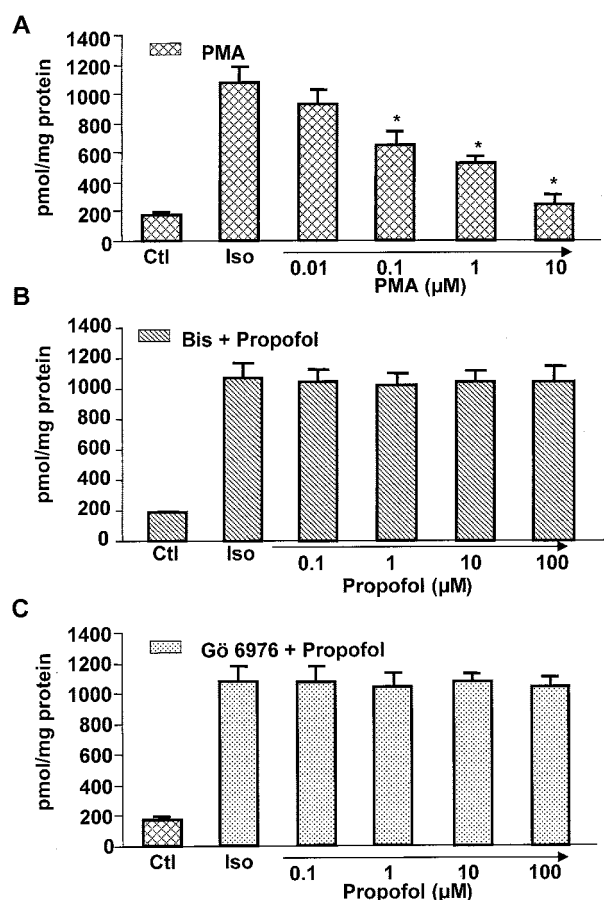 A
PMA
pmol/mg protein
1400
1200
1000
800
600
400
200
0
* * *
Ctl Iso 0.01 0.1 1 10
PMA (µM)
B
Bis + Propofol
pmol/mg protein
1400
1200
1000
800
600
400
200
0
Ctl Iso 0.1 1 10 100
Propofol (µM)
C
Gö 6976 + Propofol
pmol/mg protein
1400
1200
1000
800
600
400
200
0
Ctl Iso 0.1 1 10 100
Propofol (µM)